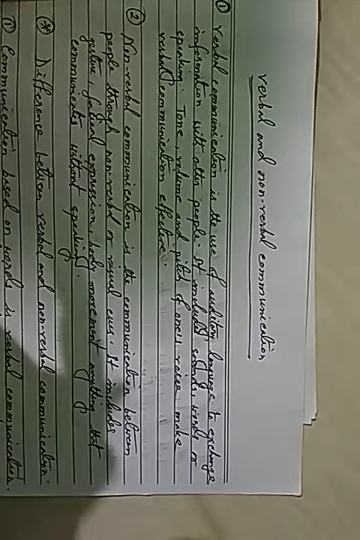 verbal and non-verbal communication
① Verbal communication is the use of auditory language to exchange
information with other people. It includes sounds, words or
speaking. Tone, volume and pitch of one's voice make
verbal communication effective.
② Non-verbal communication is the communication between
people through non-verbal or visual cues. It includes
gesture, facial expression, body movement anything that
communicates without speaking.
* Difference between verbal and non-verbal communication:
① Communication based on words is verbal communication.